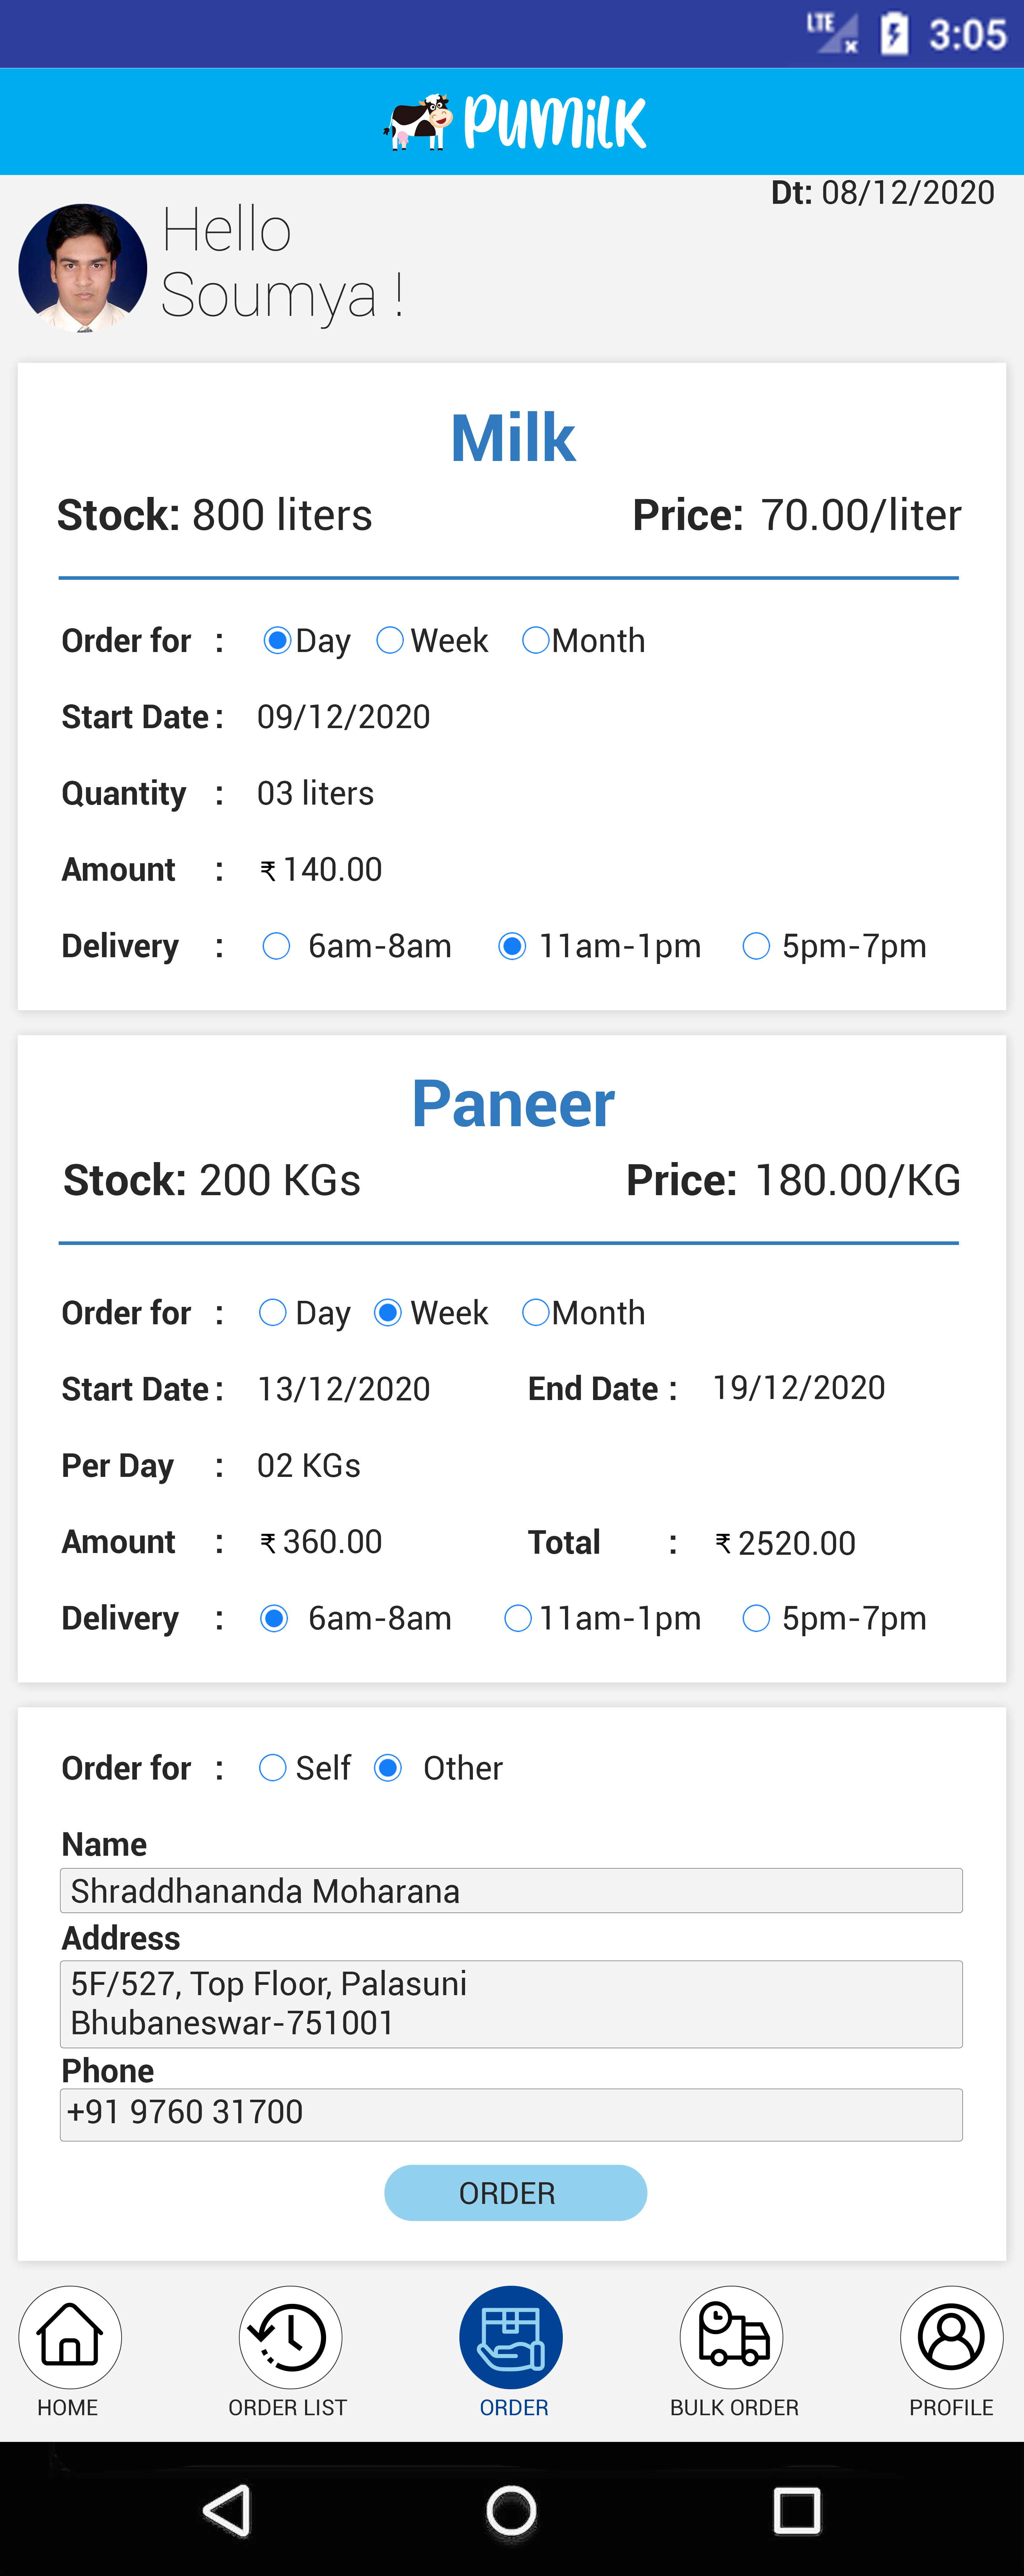 LTE 3:05
PUMiLK
Dt: 08/12/2020
Hello
Soumya !
Milk
Stock: 800 liters Price: 70.00/liter
Order for : Day Week Month
Start Date : 09/12/2020
Quantity : 03 liters
Amount : ₹ 140.00
Delivery : 6am-8am 11am-1pm 5pm-7pm
Paneer
Stock: 200 KGs Price: 180.00/KG
Order for : Day Week Month
Start Date : 13/12/2020 End Date : 19/12/2020
Per Day : 02 KGs
Amount : ₹ 360.00 Total : ₹ 2520.00
Delivery : 6am-8am 11am-1pm 5pm-7pm
Order for : Self Other
Name
Shraddhananda Moharana
Address
5F/527, Top Floor, Palasuni
Bhubaneswar-751001
Phone
+91 9760 31700
ORDER
HOME ORDER LIST ORDER BULK ORDER PROFILE